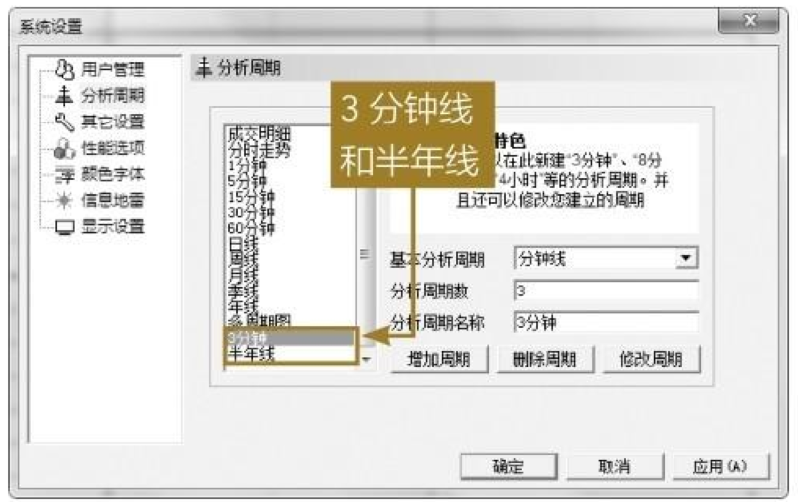 系统设置
用户管理
分析周期
其它设置
性能选项
颜色字体
信息地雷
显示设置
分析周期
3 分钟线
和半年线
成交明细
分时走势
1分钟
5分钟
15分钟
30分钟
60分钟
日线
周线
月线
季线
年线
多周期图
3分钟
半年线
特色
以在此新建“3分钟”、“8分
“4小时”等的分析周期。并
且还可以修改您建立的周期
基本分析周期
分钟线
分析周期数
3
分析周期名称
3分钟
增加周期
删除周期
修改周期
确定
取消
应用(A)